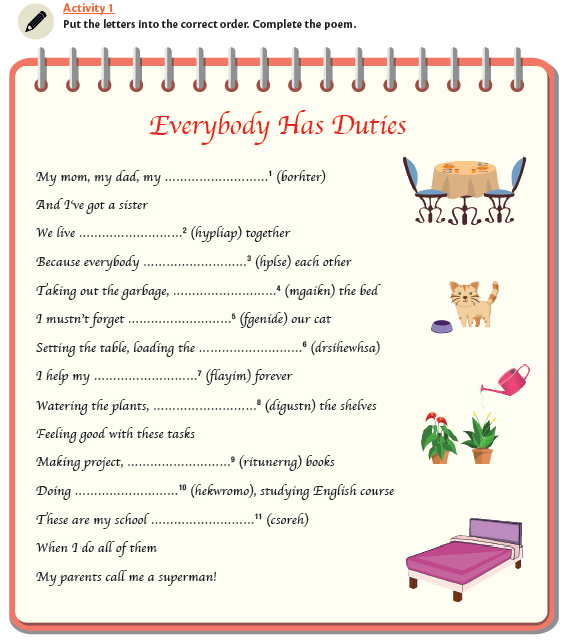 Activity 1
Put the letters into the correct order. Complete the poem.
Everybody Has Duties
My mom, my dad, my ..........................¹ (borhter)
And I've got a sister
We live ..........................² (hypliap) together
Because everybody ..........................³ (hplse) each other
Taking out the garbage, ..........................⁴ (mgaikn) the bed
I mustn't forget ..........................⁵ (fgenide) our cat
Setting the table, loading the ..........................⁶ (drsihewhsa)
I help my ..........................⁷ (flayim) forever
Watering the plants, ..........................⁸ (digustn) the shelves
Feeling good with these tasks
Making project, ..........................⁹ (ritunerng) books
Doing ..........................¹⁰ (hekwromo), studying English course
These are my school ..........................¹¹ (csoreh)
When I do all of them
My parents call me a superman!